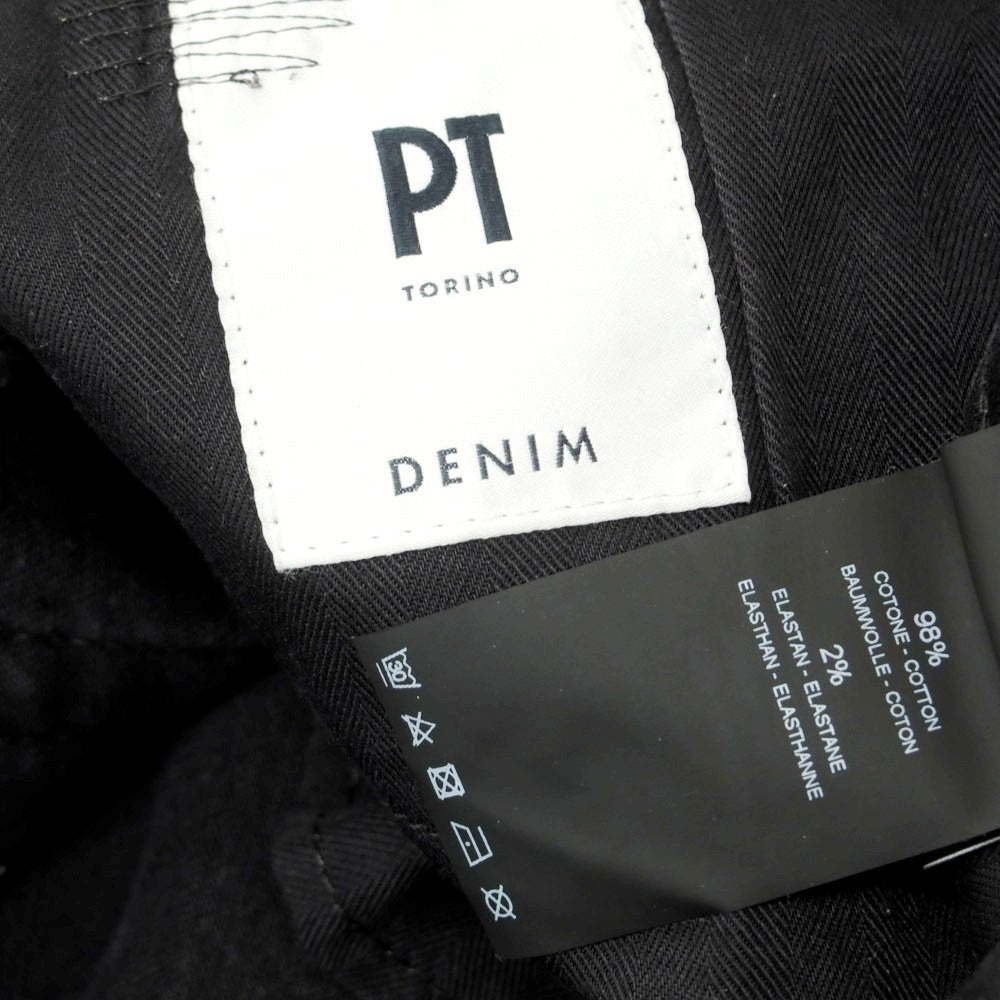 PT
TORINO
DENIM
98%
COTONE - COTTON
BAUMWOLLE - COTON
2%
ELASTAN - ELASTANE
ELASTHAN - ELASTHANNE
30